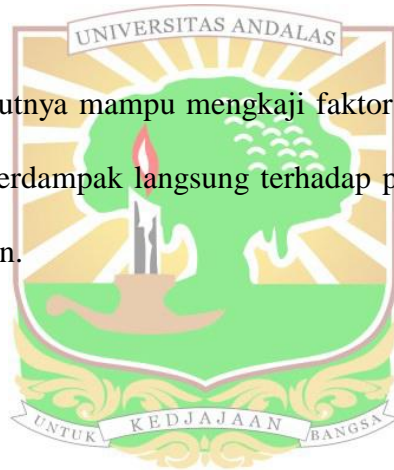 UNIVERSITAS ANDALAS
utnya mampu mengkaji faktor
erdampak langsung terhadap p
n.
UNTUK KEDJAJAAN BANGSA